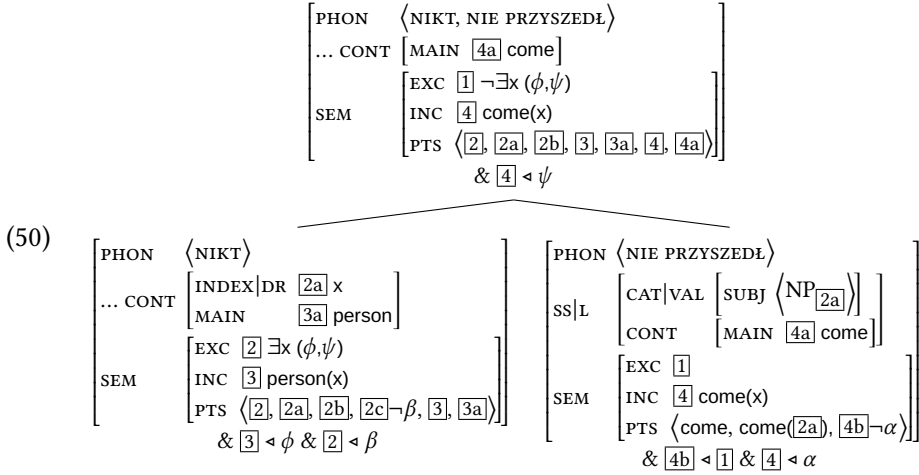 PHON ⟨NIKT, NIE PRZYSZEDŁ⟩
... CONT [MAIN 4a come]
SEM
EXC 1 ¬∃x (ϕ,ψ)
INC 4 come(x)
PTS ⟨2, 2a, 2b, 3, 3a, 4, 4a⟩
& 4 ◃ ψ
(50)
PHON ⟨NIKT⟩
... CONT
INDEX|DR 2a x
MAIN 3a person
SEM
EXC 2 ∃x (ϕ,ψ)
INC 3 person(x)
PTS ⟨2, 2a, 2b, 2c¬β, 3, 3a⟩
& 3 ◃ ϕ & 2 ◃ β
PHON ⟨NIE PRZYSZEDŁ⟩
SS|L
CAT|VAL [SUBJ ⟨NP2a⟩]
CONT [MAIN 4a come]
SEM
EXC 1
INC 4 come(x)
PTS ⟨come, come(2a), 4b¬α⟩
& 4b ◃ 1 & 4 ◃ α